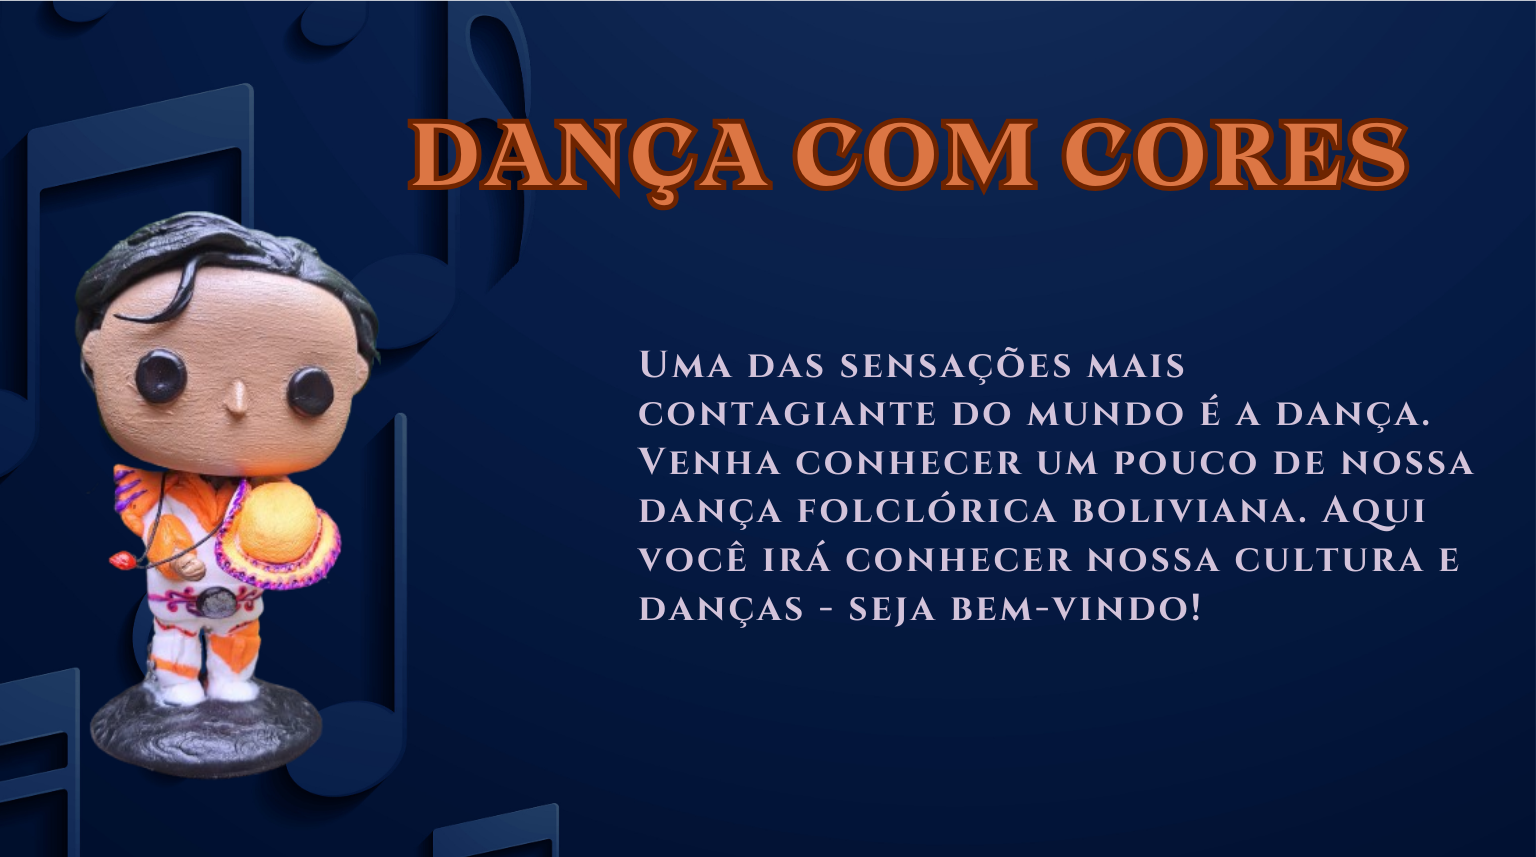 DANÇA COM CORES
Uma das sensações mais
contagiante do mundo é a dança.
Venha conhecer um pouco de nossa
dança folclórica boliviana. Aqui
você irá conhecer nossa cultura e
danças - seja bem-vindo!